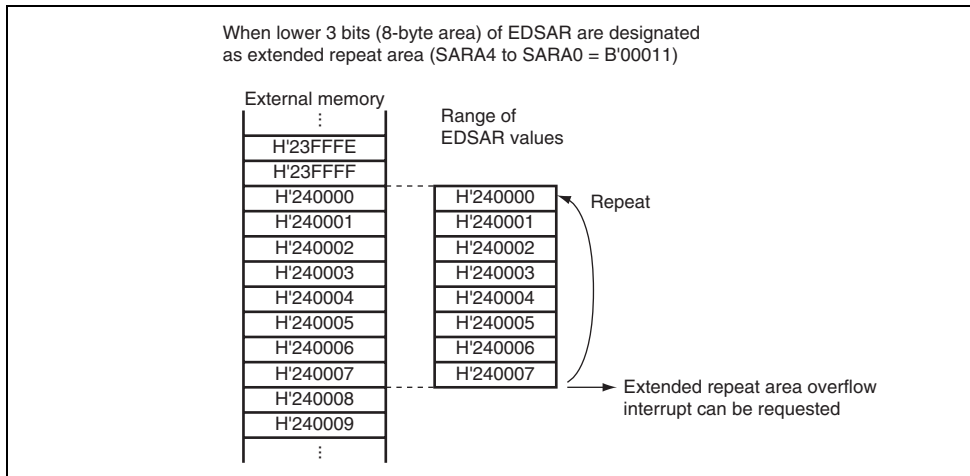 When lower 3 bits (8-byte area) of EDSAR are designated
as extended repeat area (SARA4 to SARA0 = B'00011)
External memory
⋮
H'23FFFE
H'23FFFF
H'240000
H'240001
H'240002
H'240003
H'240004
H'240005
H'240006
H'240007
H'240008
H'240009
⋮
Range of
EDSAR values
H'240000
H'240001
H'240002
H'240003
H'240004
H'240005
H'240006
H'240007
Repeat
Extended repeat area overflow
interrupt can be requested